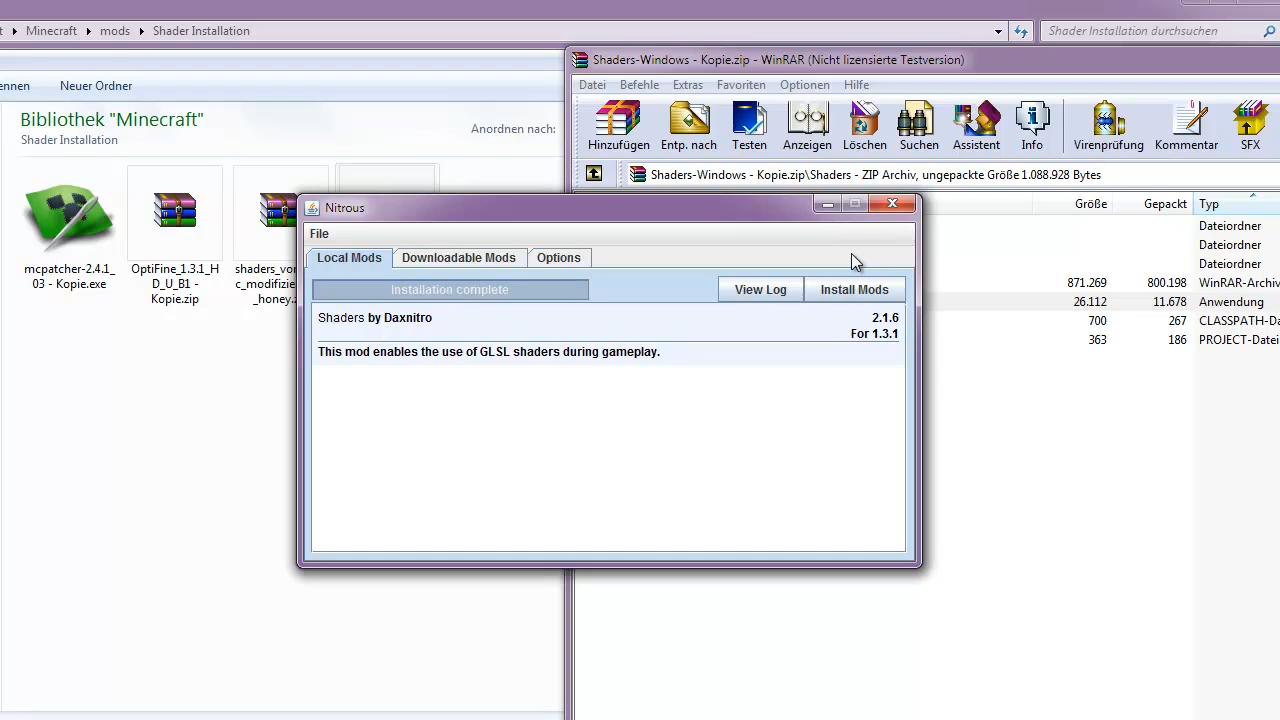 t ▸ Minecraft ▸ mods ▸ Shader Installation
Shader Installation durchsuchen
ennen
Neuer Ordner
Bibliothek "Minecraft"
Shader Installation
Anordnen nach:
mcpatcher-2.4.1_
03 - Kopie.exe
OptiFine_1.3.1_H
D_U_B1 -
Kopie.zip
shaders_vor
c_modifizie
_honey.
Shaders-Windows - Kopie.zip - WinRAR (Nicht lizensierte Testversion)
Datei Befehle Extras Favoriten Optionen Hilfe
Hinzufügen Entp. nach Testen Anzeigen Löschen Suchen Assistent Info Virenprüfung Kommentar SFX
Shaders-Windows - Kopie.zip\Shaders - ZIP Archiv, ungepackte Größe 1.088.928 Bytes
Größe Gepackt Typ
Dateiordner
Dateiordner
Dateiordner
871.269 800.198 WinRAR-Archiv
26.112 11.678 Anwendung
700 267 CLASSPATH-Da
363 186 PROJECT-Datei
Nitrous
File
Local Mods Downloadable Mods Options
Installation complete View Log Install Mods
Shaders by Daxnitro 2.1.6
For 1.3.1
This mod enables the use of GLSL shaders during gameplay.